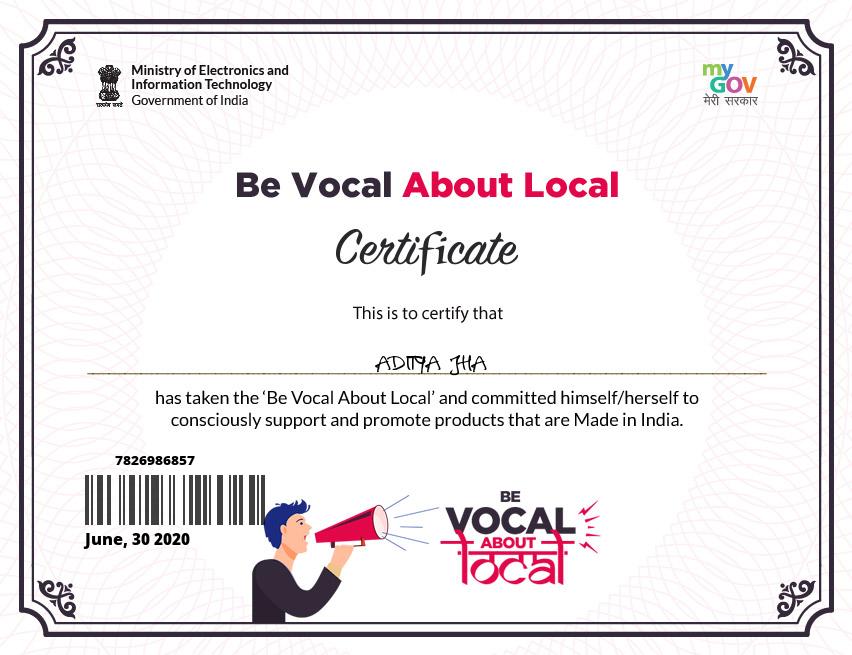 Ministry of Electronics and
Information Technology
Government of India
सत्यमेव जयते
my
GOV
मेरी सरकार
Be Vocal About Local
Certificate
This is to certify that
ADITYA JHA
has taken the ‘Be Vocal About Local’ and committed himself/herself to
consciously support and promote products that are Made in India.
7826986857
June, 30 2020
BE
VOCAL
ABOUT
local